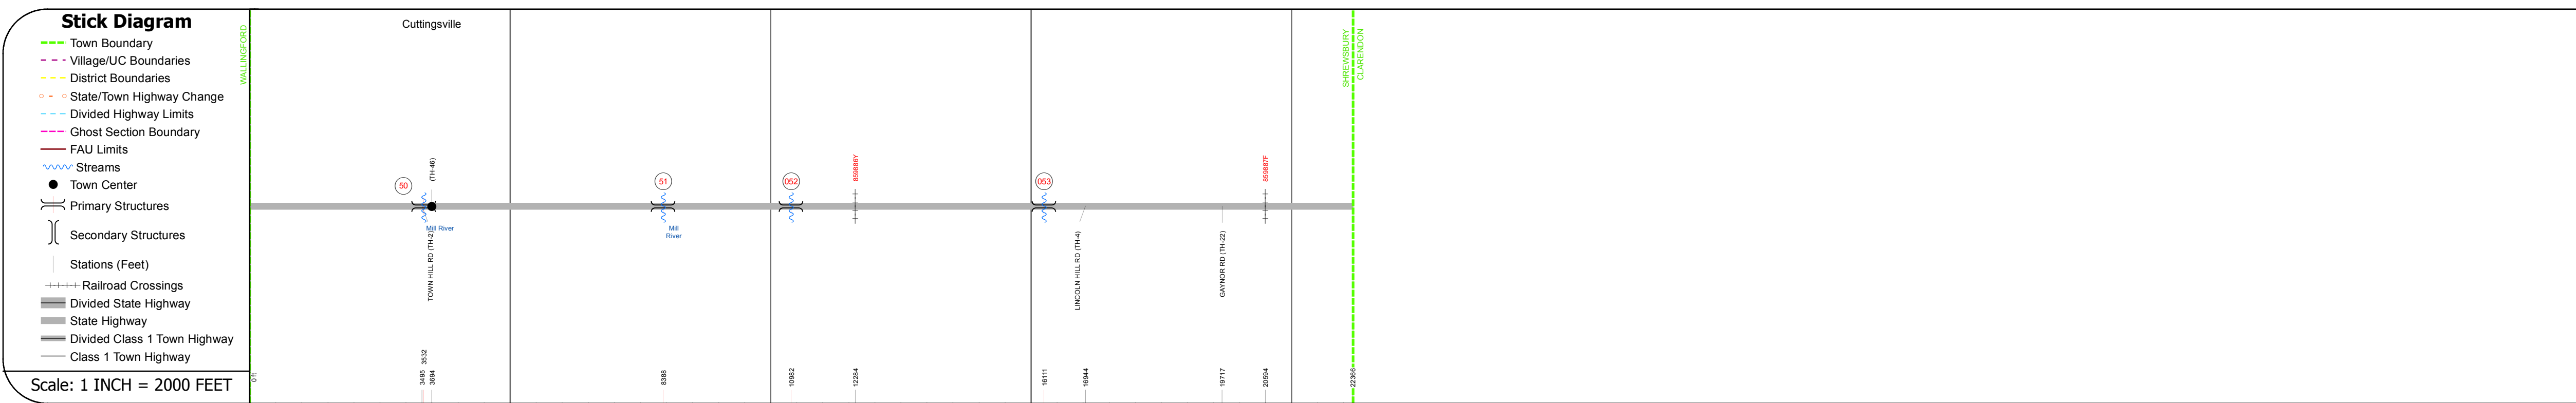 Stick Diagram
Town Boundary
Village/UC Boundaries
District Boundaries
State/Town Highway Change
Divided Highway Limits
Ghost Section Boundary
FAU Limits
Streams
Town Center
Primary Structures
Secondary Structures
Stations (Feet)
Railroad Crossings
Divided State Highway
State Highway
Divided Class 1 Town Highway
Class 1 Town Highway
Scale: 1 INCH = 2000 FEET
WALLINGFORD
Cuttingsville
SHREWSBURY
CLARENDON
50
(TH-46)
51
052
859886Y
053
859887F
Mill River
Mill
River
TOWN HILL RD (TH-2)
LINCOLN HILL RD (TH-4)
GAYNOR RD (TH-22)
0 ft
3495
3532
3694
8388
10982
12284
16111
16944
19717
20594
22366